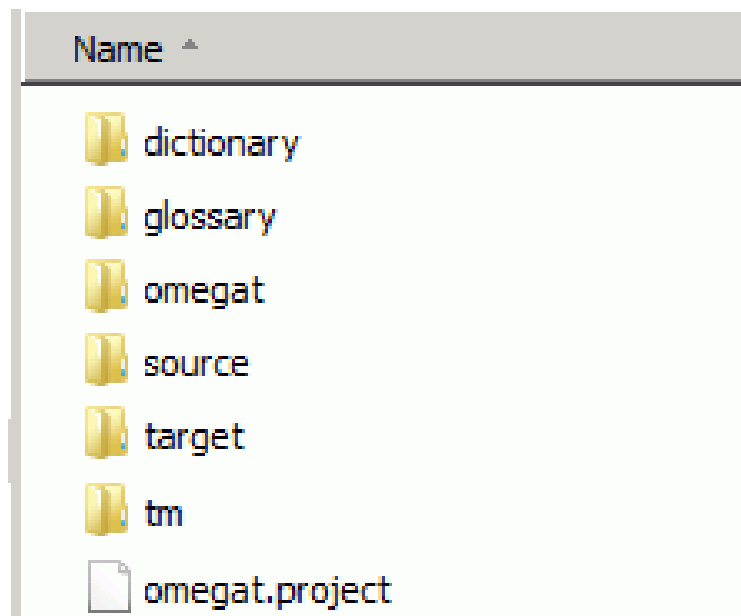 Name
dictionary
glossary
omegat
source
target
tm
omegat.project